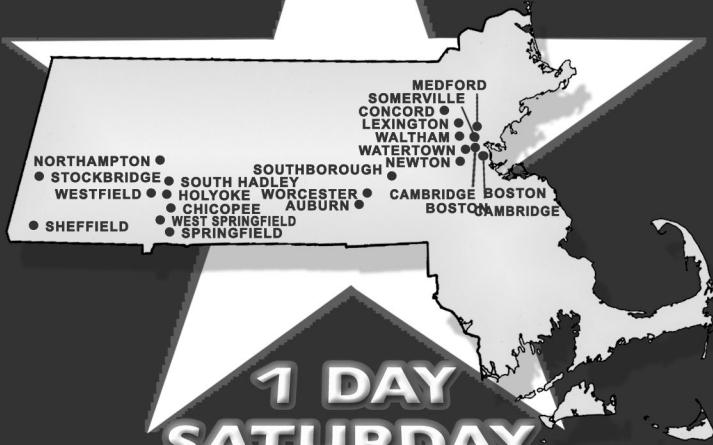 MEDFORD
SOMERVILLE
CONCORD
LEXINGTON
WALTHAM
WATERTOWN
NEWTON
NORTHAMPTON
STOCKBRIDGE
SOUTHBOROUGH
SOUTH HADLEY
WESTFIELD
HOLYOKE
WORCESTER
CAMBRIDGE
BOSTON
AUBURN
CHICOPEE
BOSTON
CAMBRIDGE
WEST SPRINGFIELD
SHEFFIELD
SPRINGFIELD
1 DAY
SATURDAY